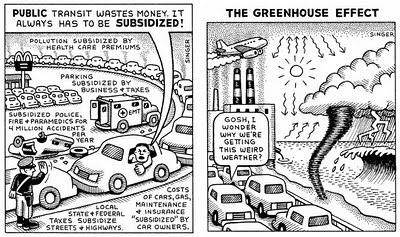 PUBLIC TRANSIT WASTES MONEY. IT
ALWAYS HAS TO BE SUBSIDIZED!
POLLUTION SUBSIDIZED BY
HEALTH CARE PREMIUMS
SINGER
PARKING
SUBSIDIZED BY
BUSINESS & TAXES
EMT
SUBSIDIZED POLICE,
FIRE & PARAMEDICS FOR
4 MILLION ACCIDENTS
PER
YEAR
LOCAL
STATE & FEDERAL
TAXES SUBSIDIZE
STREETS & HIGHWAYS.
COSTS
OF CARS, GAS,
MAINTENANCE
& INSURANCE
"SUBSIDIZED" BY
CAR OWNERS.
THE GREENHOUSE EFFECT
SINGER
GOSH, I
WONDER
WHY WE'RE
GETTING
THIS WEIRD
WEATHER?